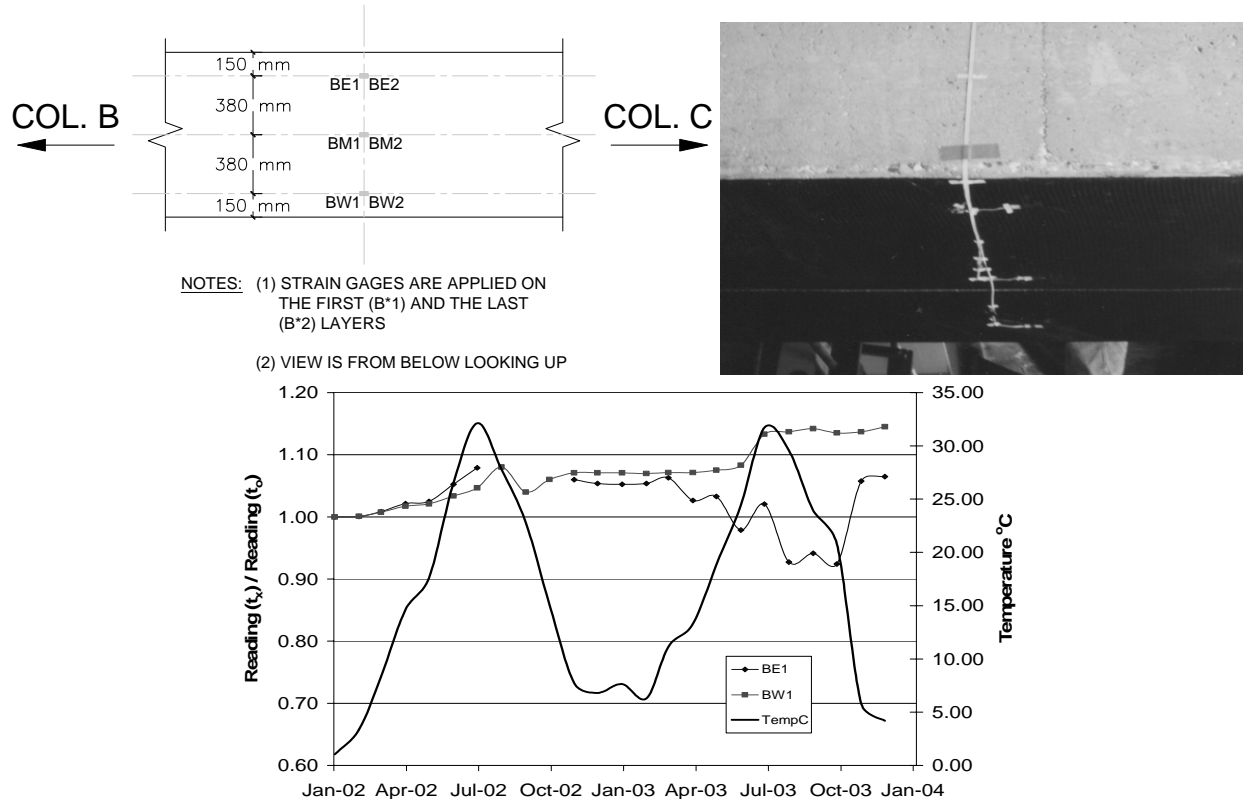 150 mm
BE1 BE2
380 mm
COL. B
COL. C
BM1 BM2
380 mm
BW1 BW2
150 mm
NOTES: (1) STRAIN GAGES ARE APPLIED ON
THE FIRST (B*1) AND THE LAST
(B*2) LAYERS
(2) VIEW IS FROM BELOW LOOKING UP
1.20
1.10
1.00
0.90
0.80
0.70
0.60
Reading (tx) / Reading (to)
35.00
30.00
25.00
20.00
15.00
10.00
5.00
0.00
Temperature °C
BE1
BW1
TempC
Jan-02 Apr-02 Jul-02 Oct-02 Jan-03 Apr-03 Jul-03 Oct-03 Jan-04